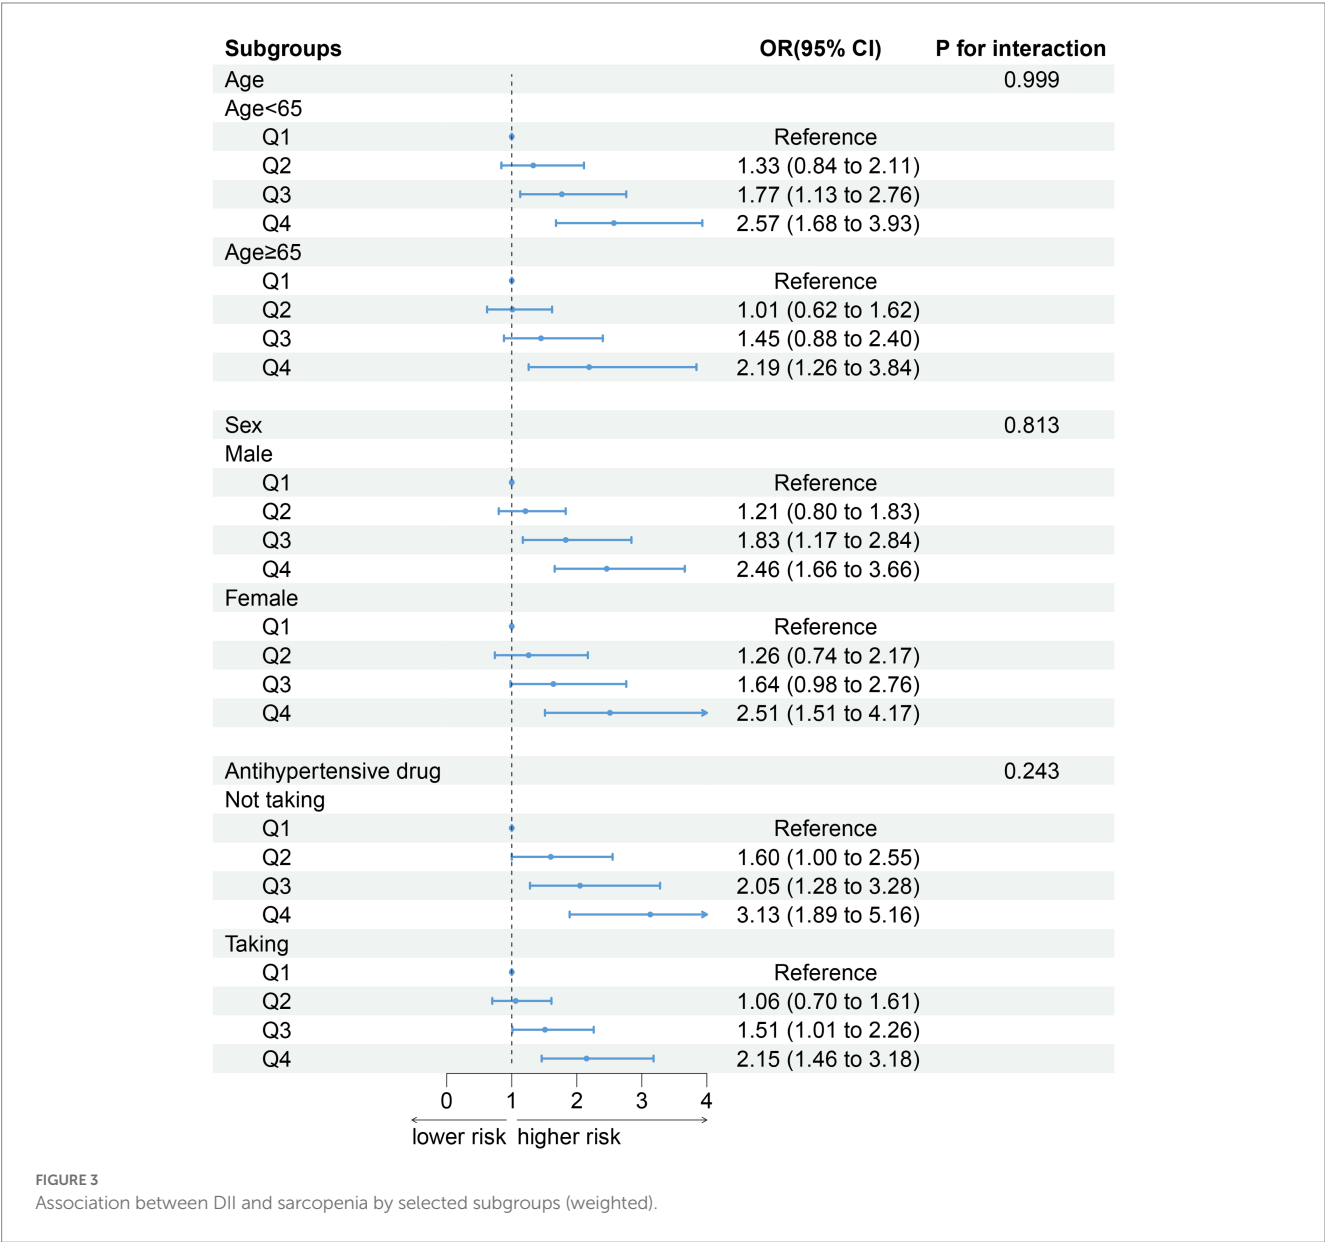 Subgroups OR(95% CI) P for interaction
Age 0.999
Age<65
Q1 Reference
Q2 1.33 (0.84 to 2.11)
Q3 1.77 (1.13 to 2.76)
Q4 2.57 (1.68 to 3.93)
Age≥65
Q1 Reference
Q2 1.01 (0.62 to 1.62)
Q3 1.45 (0.88 to 2.40)
Q4 2.19 (1.26 to 3.84)
Sex 0.813
Male
Q1 Reference
Q2 1.21 (0.80 to 1.83)
Q3 1.83 (1.17 to 2.84)
Q4 2.46 (1.66 to 3.66)
Female
Q1 Reference
Q2 1.26 (0.74 to 2.17)
Q3 1.64 (0.98 to 2.76)
Q4 2.51 (1.51 to 4.17)
Antihypertensive drug 0.243
Not taking
Q1 Reference
Q2 1.60 (1.00 to 2.55)
Q3 2.05 (1.28 to 3.28)
Q4 3.13 (1.89 to 5.16)
Taking
Q1 Reference
Q2 1.06 (0.70 to 1.61)
Q3 1.51 (1.01 to 2.26)
Q4 2.15 (1.46 to 3.18)
0 1 2 3 4
lower risk higher risk
FIGURE 3
Association between DII and sarcopenia by selected subgroups (weighted).